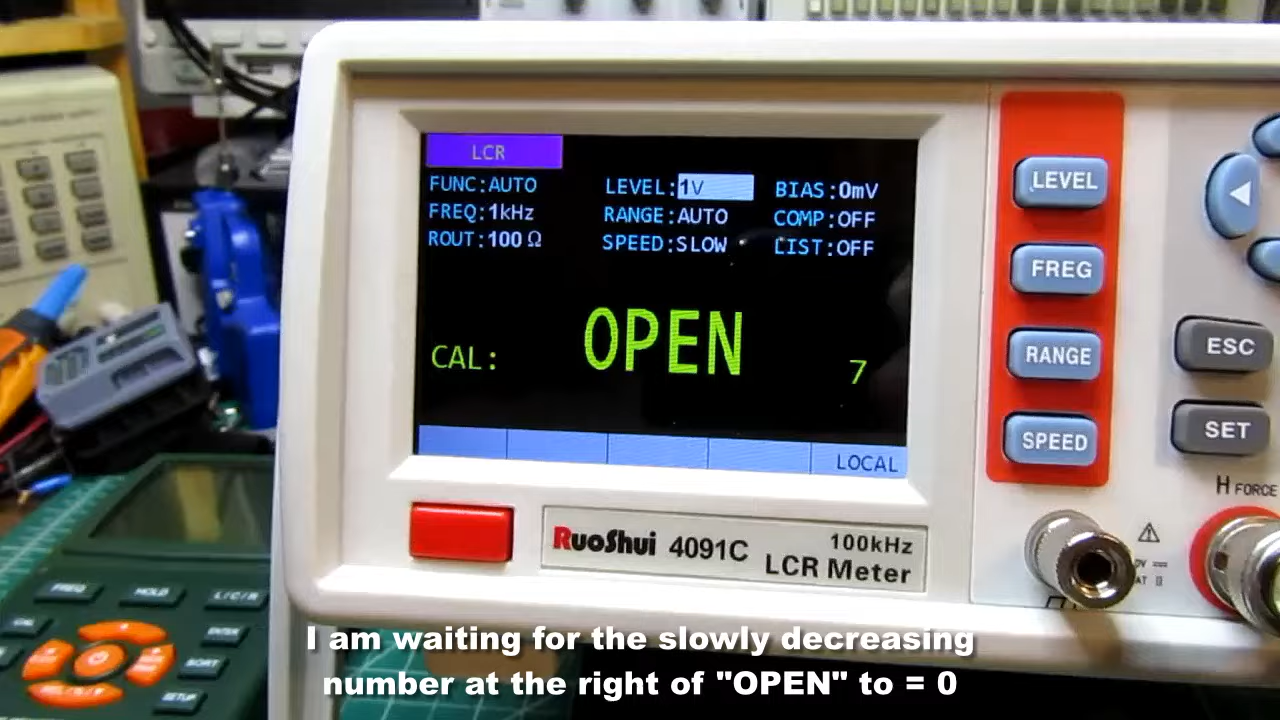 LCR
FUNC:AUTO LEVEL:1V BIAS:0mV
FREQ:1kHz RANGE:AUTO COMP:OFF
ROUT:100 Ω SPEED:SLOW LIST:OFF
CAL: OPEN 7
LOCAL
LEVEL
FREG
RANGE
SPEED
ESC
SET
H FORCE
RuoShui 4091C 100kHz
LCR Meter
FREQ HOLD L/C/R
CAL ENTER
SORT
SETUP
I am waiting for the slowly decreasing
number at the right of "OPEN" to = 0